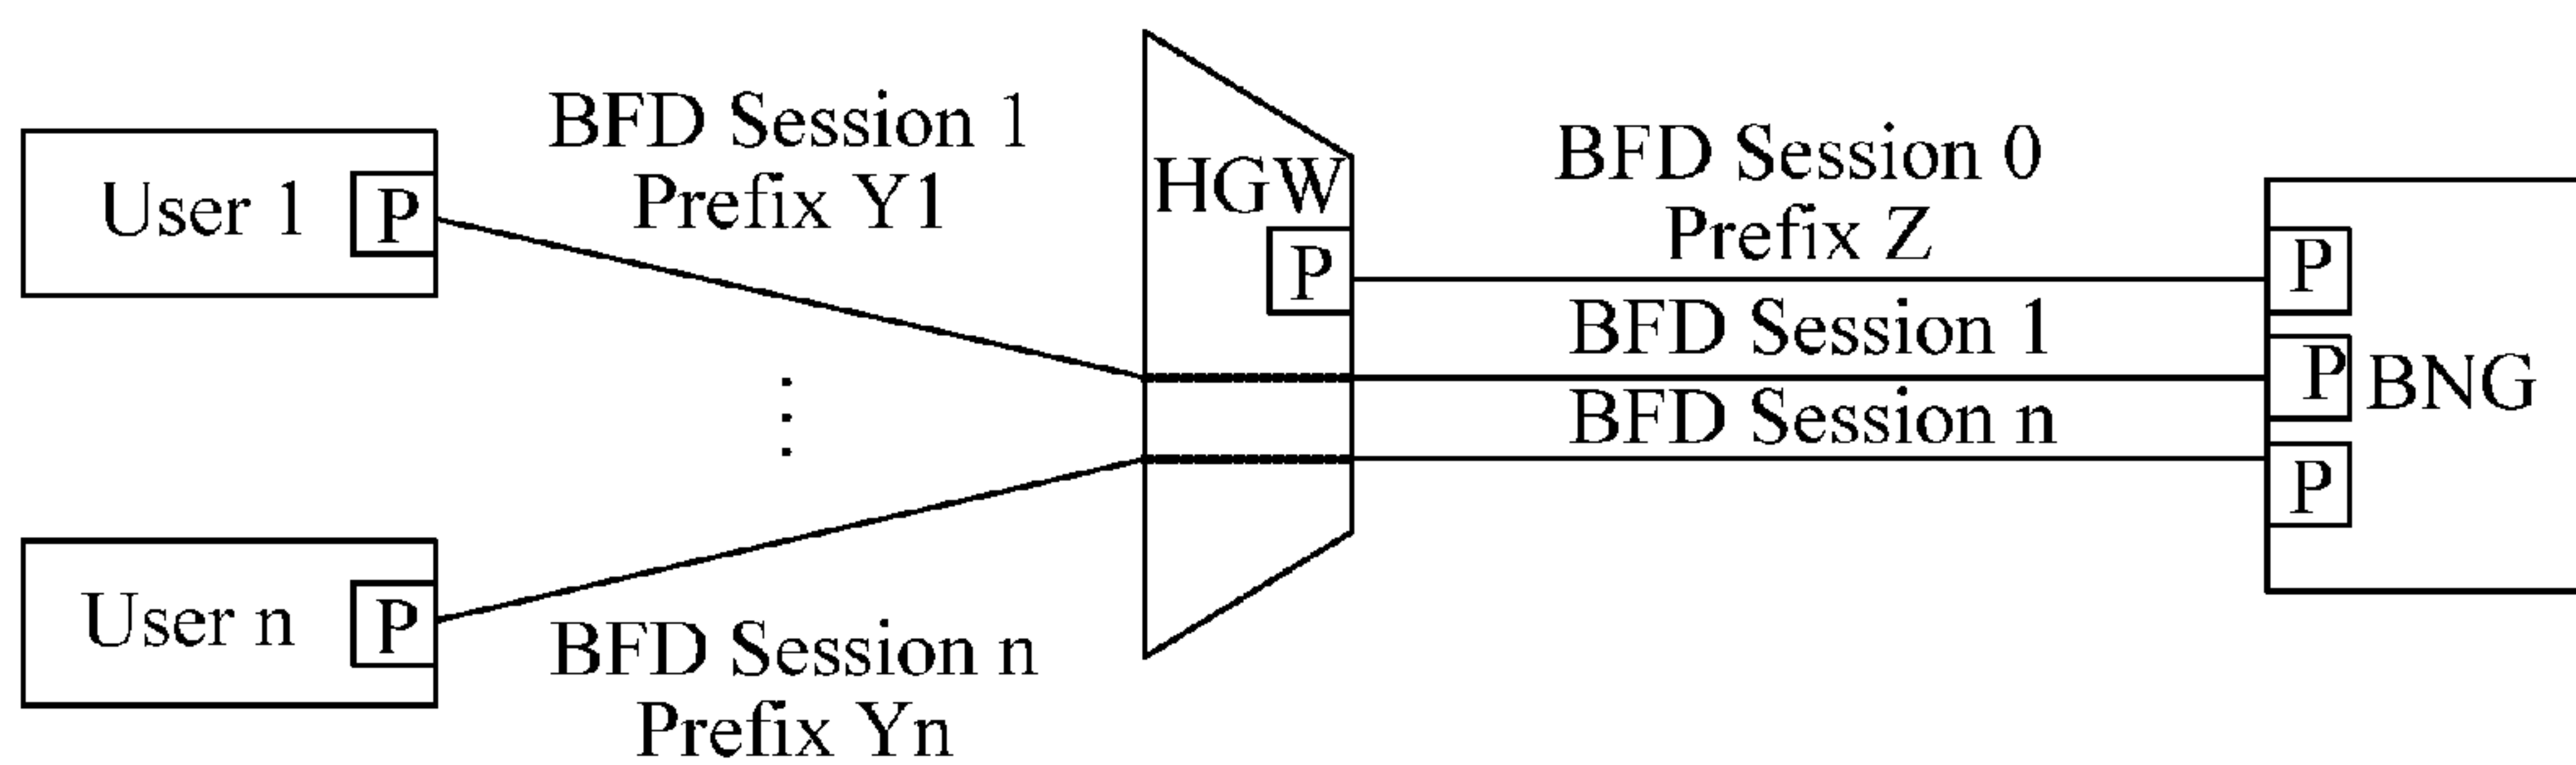 BFD Session 1
Prefix Y1
User 1
P
HGW
P
BFD Session 0
Prefix Z
P
BFD Session 1
P
BNG
BFD Session n
P
User n
P
BFD Session n
Prefix Yn